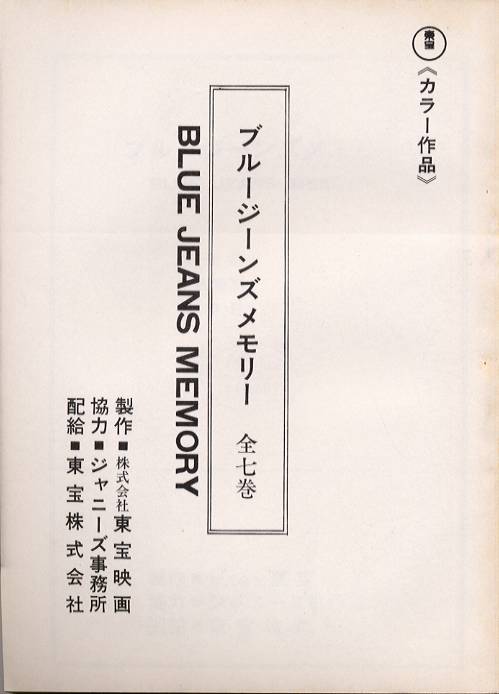 東宝
《カラー作品》
ブルージーンズメモリー 全七巻
BLUE JEANS MEMORY
製作■株式会社東宝映画
協力■ジャニーズ事務所
配給■東宝株式会社